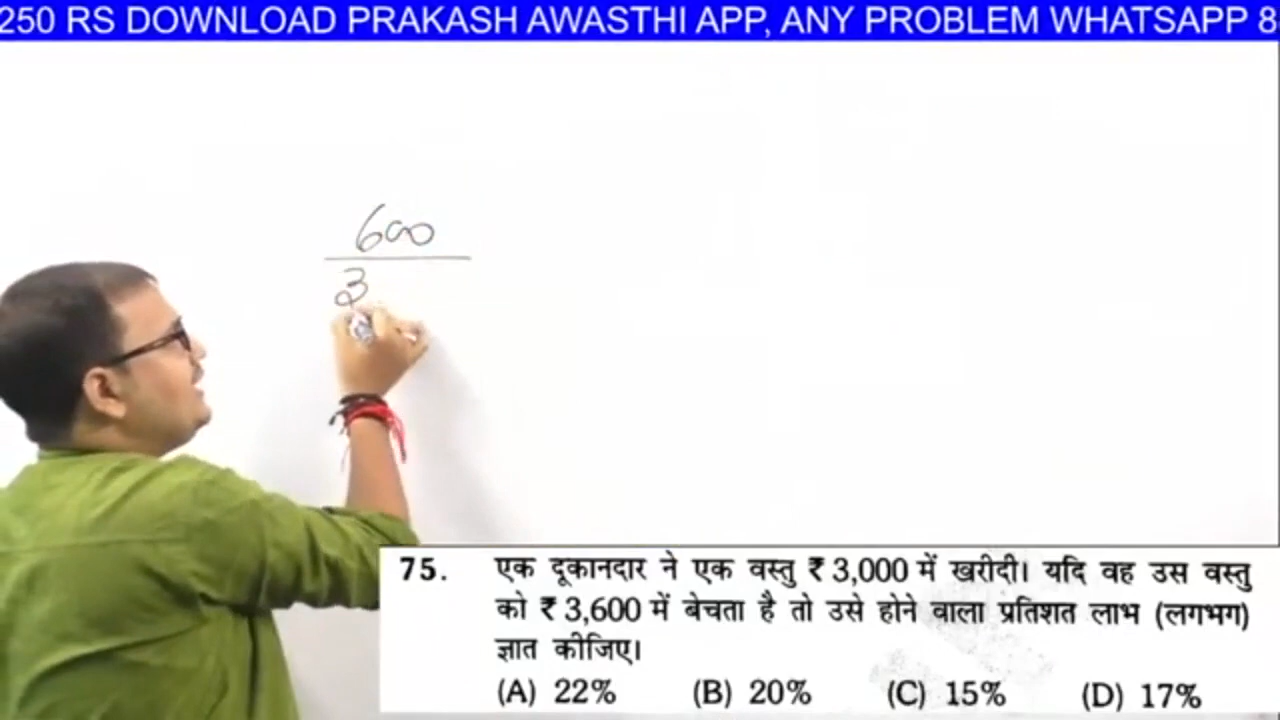 250 RS DOWNLOAD PRAKASH AWASTHI APP, ANY PROBLEM WHATSAPP 8
600
3
75. एक दूकानदार ने एक वस्तु ₹ 3,000 में खरीदी। यदि वह उस वस्तु
को ₹ 3,600 में बेचता है तो उसे होने वाला प्रतिशत लाभ (लगभग)
ज्ञात कीजिए।
(A) 22% (B) 20% (C) 15% (D) 17%